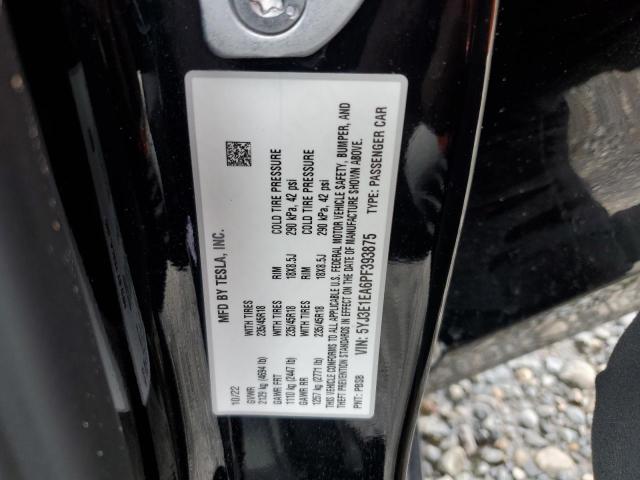 MFD BY TESLA, INC.
10/22
GVWR WITH TIRES RIM COLD TIRE PRESSURE
2129 kg (4694 lb) 235/45R18 18X8.5J 290 kPa, 42 psi
GAWR FRT WITH TIRES RIM COLD TIRE PRESSURE
1110 kg (2447 lb) 235/45R18 18X8.5J 290 kPa, 42 psi
GAWR RR
1257 kg (2771 lb) 235/45R18
THIS VEHICLE CONFORMS TO ALL APPLICABLE U.S. FEDERAL MOTOR VEHICLE SAFETY, BUMPER, AND
THEFT PREVENTION STANDARDS IN EFFECT ON THE DATE OF MANUFACTURE SHOWN ABOVE.
PNT: PBSB VIN: 5YJ3E1EA6PF393875 TYPE: PASSENGER CAR